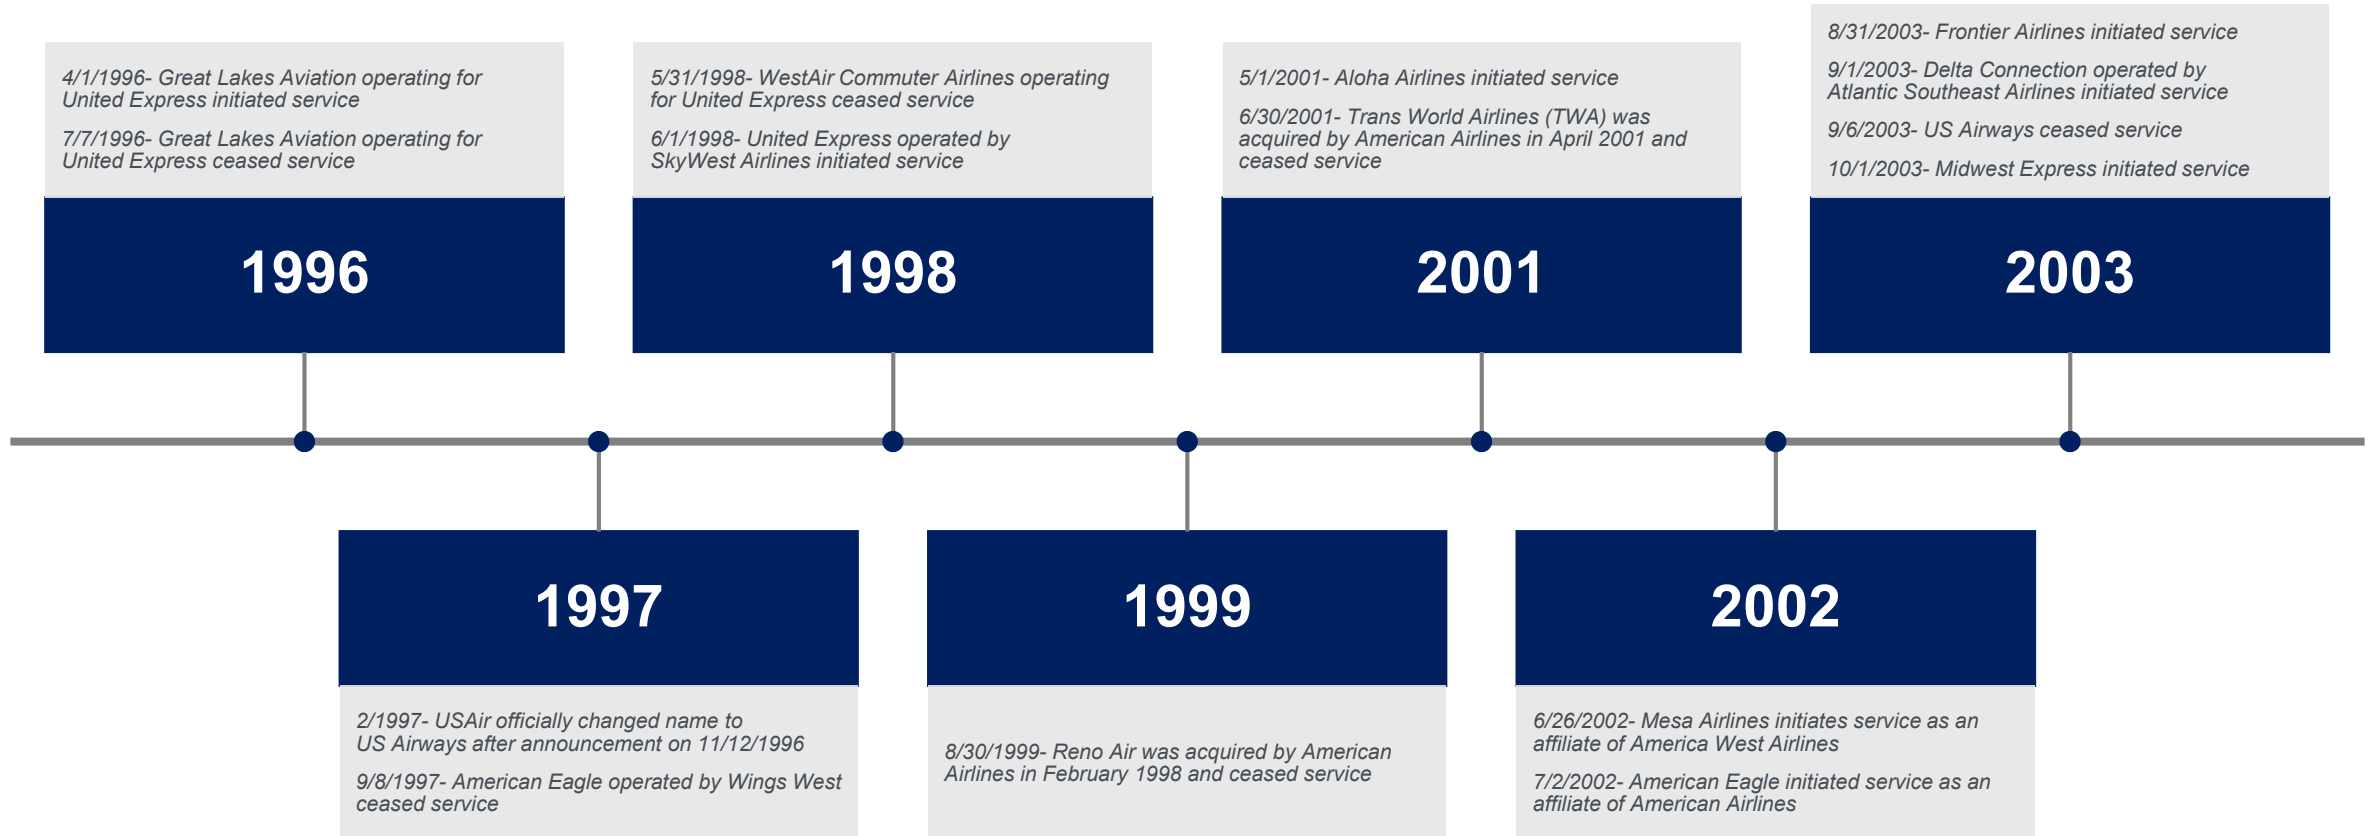 4/1/1996- Great Lakes Aviation operating for
United Express initiated service
7/7/1996- Great Lakes Aviation operating for
United Express ceased service
1996
2/1997- USAir officially changed name to
US Airways after announcement on 11/12/1996
9/8/1997- American Eagle operated by Wings West
ceased service
1997
5/31/1998- WestAir Commuter Airlines operating
for United Express ceased service
6/1/1998- United Express operated by
SkyWest Airlines initiated service
1998
1999
8/30/1999- Reno Air was acquired by American
Airlines in February 1998 and ceased service
5/1/2001- Aloha Airlines initiated service
6/30/2001- Trans World Airlines (TWA) was
acquired by American Airlines in April 2001 and
ceased service
2001
2002
6/26/2002- Mesa Airlines initiates service as an
affiliate of America West Airlines
7/2/2002- American Eagle initiated service as an
affiliate of American Airlines
8/31/2003- Frontier Airlines initiated service
9/1/2003- Delta Connection operated by
Atlantic Southeast Airlines initiated service
9/6/2003- US Airways ceased service
10/1/2003- Midwest Express initiated service
2003